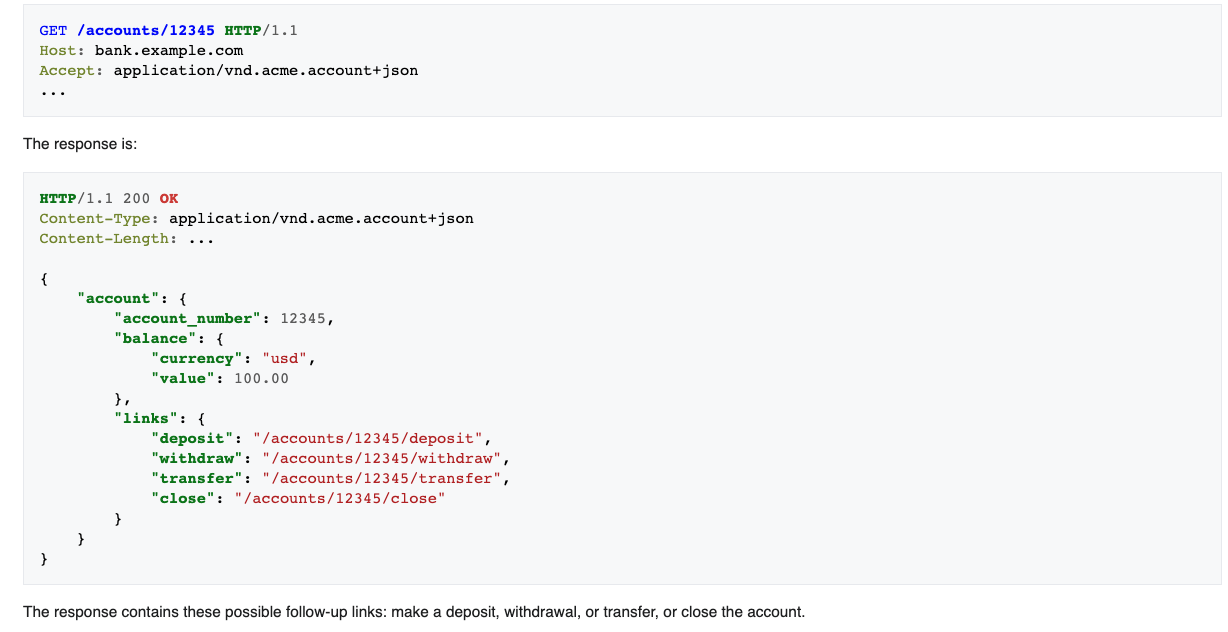 GET /accounts/12345 HTTP/1.1
Host: bank.example.com
Accept: application/vnd.acme.account+json
...
The response is:
HTTP/1.1 200 OK
Content-Type: application/vnd.acme.account+json
Content-Length: ...

{
    "account": {
        "account_number": 12345,
        "balance": {
            "currency": "usd",
            "value": 100.00
        },
        "links": {
            "deposit": "/accounts/12345/deposit",
            "withdraw": "/accounts/12345/withdraw",
            "transfer": "/accounts/12345/transfer",
            "close": "/accounts/12345/close"
        }
    }
}
The response contains these possible follow-up links: make a deposit, withdrawal, or transfer, or close the account.